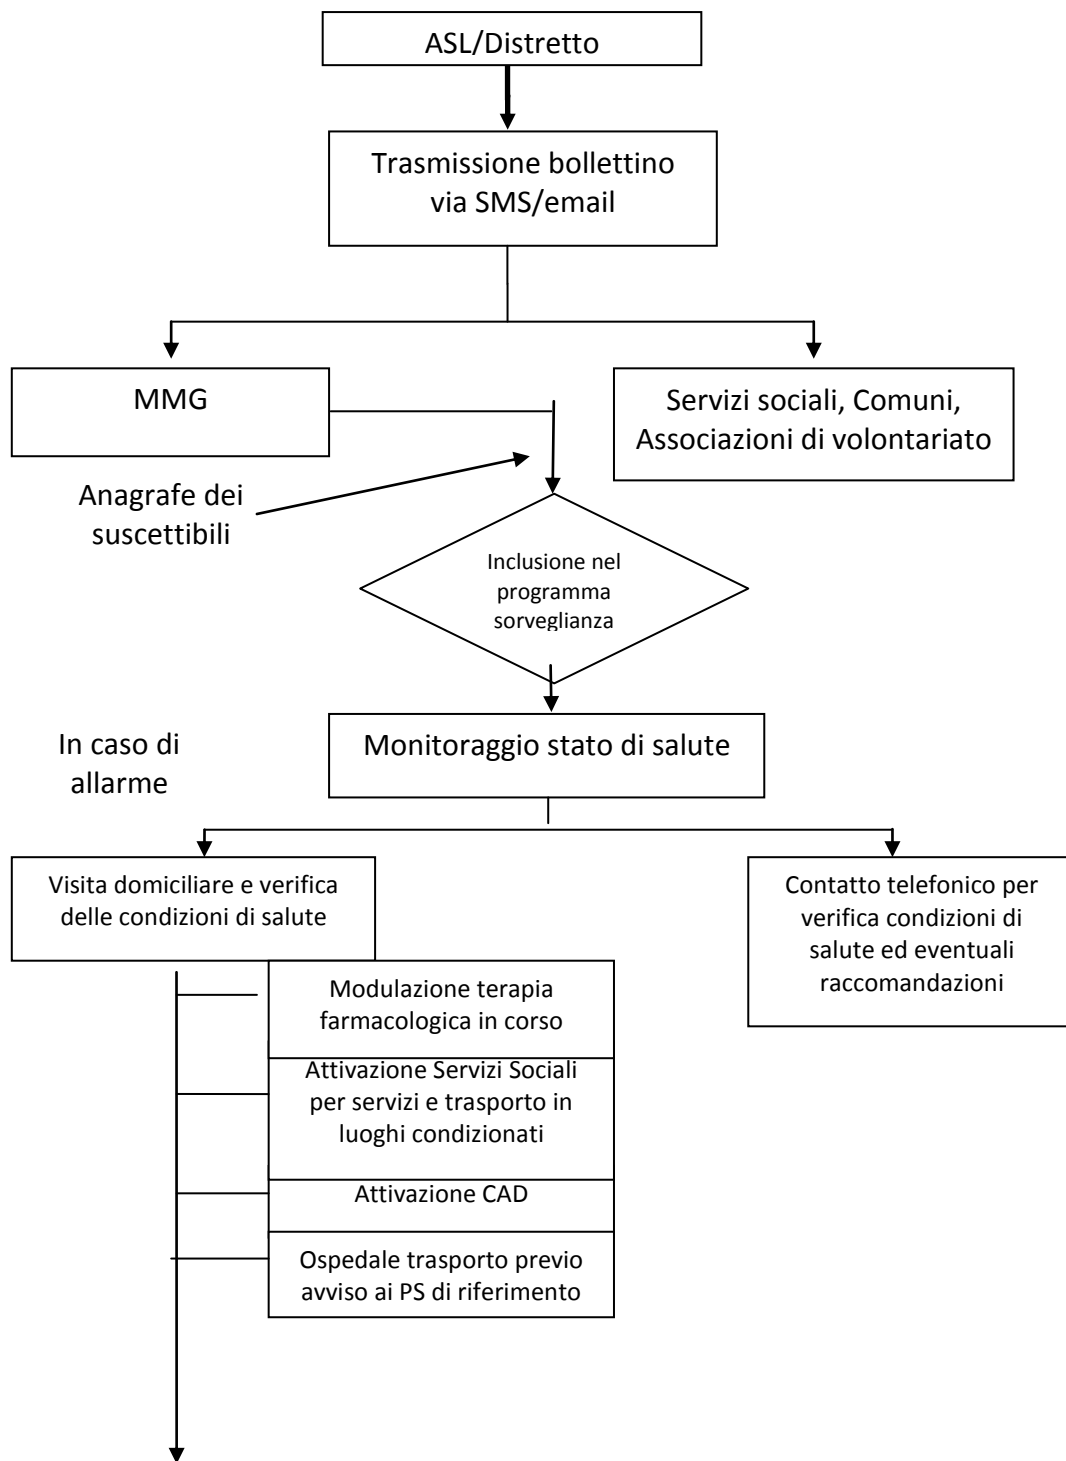 ASL/Distretto
Trasmissione bollettino
via SMS/email
MMG
Servizi sociali, Comuni,
Associazioni di volontariato
Anagrafe dei
suscettibili
Inclusione nel
programma
sorveglianza
Monitoraggio stato di salute
In caso di
allarme
Visita domiciliare e verifica
delle condizioni di salute
Contatto telefonico per
verifica condizioni di
salute ed eventuali
raccomandazioni
Modulazione terapia
farmacologica in corso
Attivazione Servizi Sociali
per servizi e trasporto in
luoghi condizionati
Attivazione CAD
Ospedale trasporto previo
avviso ai PS di riferimento